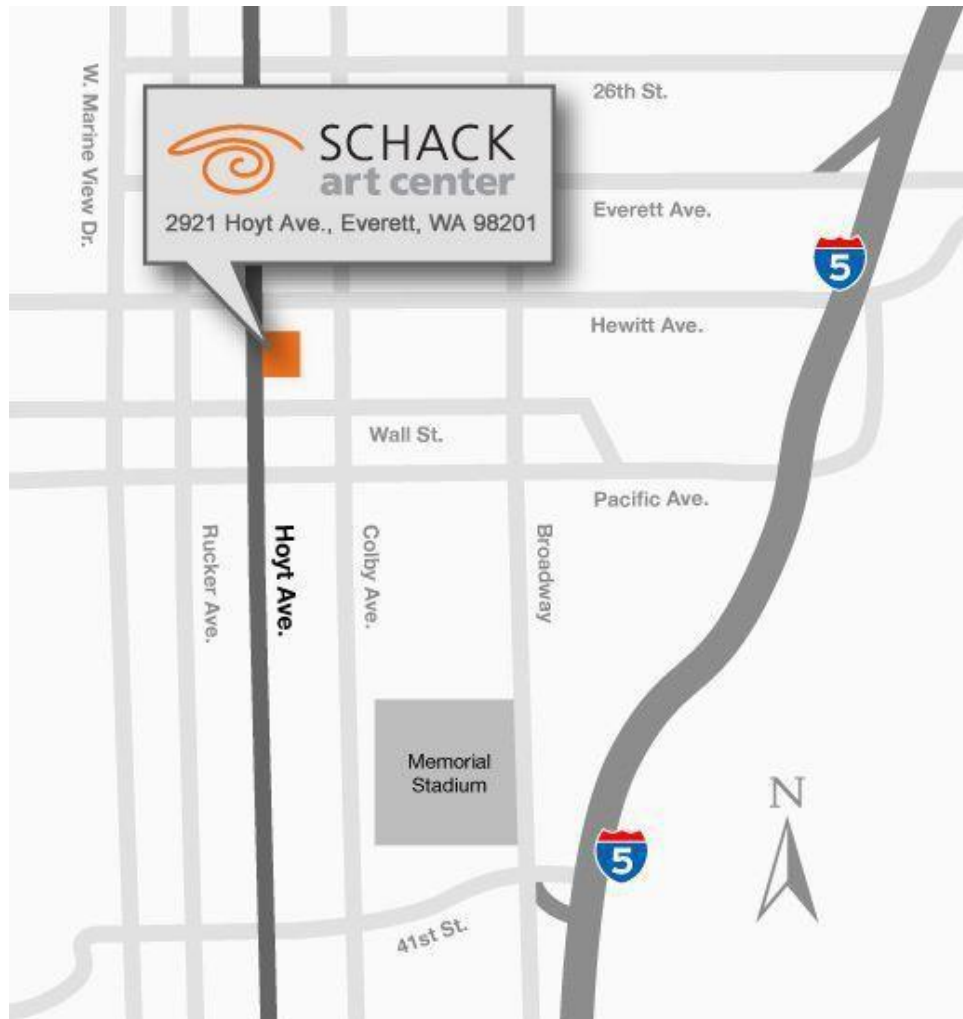 W. Marine View Dr.
26th St.
SCHACK
art center
2921 Hoyt Ave., Everett, WA 98201
Everett Ave.
5
Hewitt Ave.
Wall St.
Pacific Ave.
Rucker Ave.
Hoyt Ave.
Colby Ave.
Broadway
Memorial
Stadium
N
5
41st St.